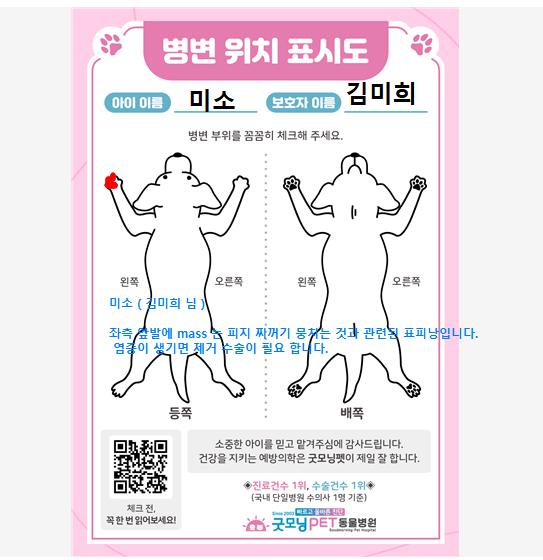 병변 위치 표시도
아이 이름 미소 보호자 이름 김미희
병변 부위를 꼼꼼히 체크해 주세요.
왼쪽 오른쪽 왼쪽 오른쪽
미소 ( 김미희 님 )
좌측 앞발에 mass 는 피지 찌꺼기 뭉치는 것과 관련된 표피낭입니다.
염증이 생기면 제거 수술이 필요 합니다.
등쪽 배쪽
소중한 아이를 믿고 맡겨주심에 감사드립니다.
건강을 지키는 예방의학은 굿모닝펫이 제일 잘 합니다.
체크 전,
꼭 한 번 읽어보세요!
◈진료건수 1위, 수술건수 1위◈
(국내 단일병원 수의사 1명 기준)
Since 2003 빠르고 올바른 진단
굿모닝PET동물병원
Goodmorning Pet Hospital